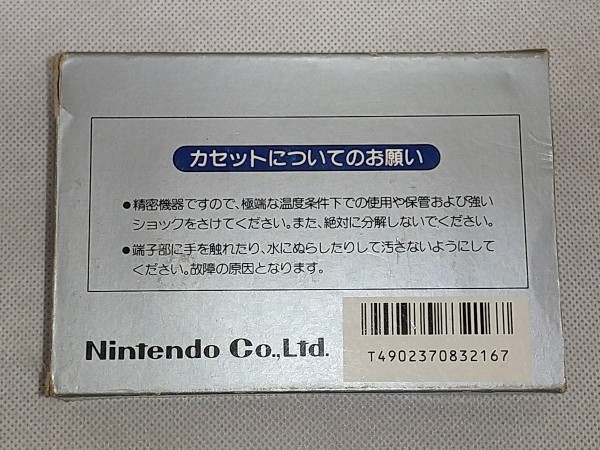 カセットについてのお願い
●精密機器ですので、極端な温度条件下での使用や保管および強い
ショックをさけてください。また、絶対に分解しないでください。
●端子部に手を触れたり、水にぬらしたりして汚さないようにして
ください。故障の原因となります。
Nintendo Co.,Ltd.
T4902370832167